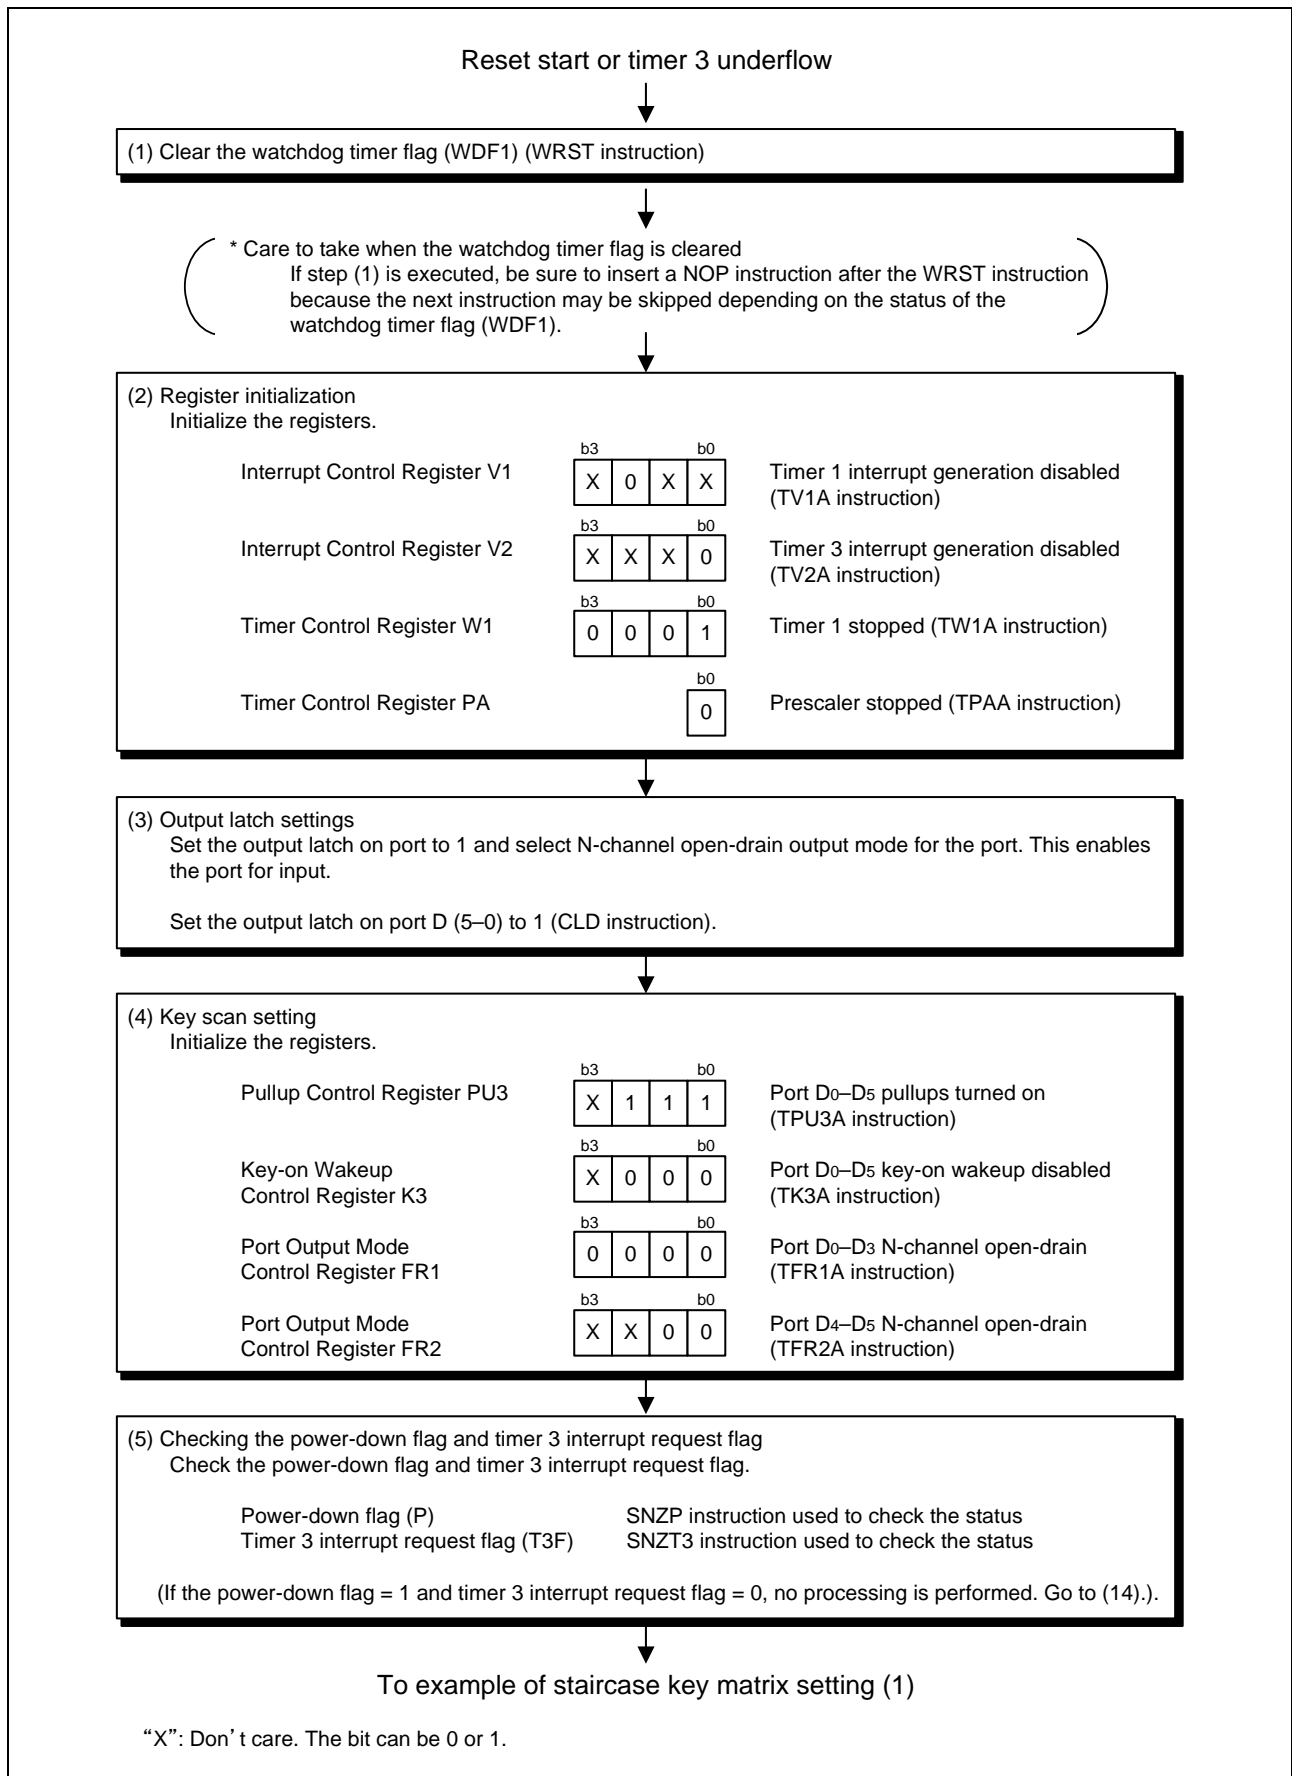 Reset start or timer 3 underflow
(1) Clear the watchdog timer flag (WDF1) (WRST instruction)
* Care to take when the watchdog timer flag is cleared
If step (1) is executed, be sure to insert a NOP instruction after the WRST instruction
because the next instruction may be skipped depending on the status of the
watchdog timer flag (WDF1).
(2) Register initialization
Initialize the registers.
b3 b0
Interrupt Control Register V1 X 0 X X Timer 1 interrupt generation disabled
(TV1A instruction)
b3 b0
Interrupt Control Register V2 X X X 0 Timer 3 interrupt generation disabled
(TV2A instruction)
b3 b0
Timer Control Register W1 0 0 0 1 Timer 1 stopped (TW1A instruction)
b0
Timer Control Register PA 0 Prescaler stopped (TPAA instruction)
(3) Output latch settings
Set the output latch on port to 1 and select N-channel open-drain output mode for the port. This enables
the port for input.
Set the output latch on port D (5–0) to 1 (CLD instruction).
(4) Key scan setting
Initialize the registers.
b3 b0
Pullup Control Register PU3 X 1 1 1 Port D0–D5 pullups turned on
(TPU3A instruction)
b3 b0
Key-on Wakeup X 0 0 0 Port D0–D5 key-on wakeup disabled
Control Register K3 (TK3A instruction)
b3 b0
Port Output Mode 0 0 0 0 Port D0–D3 N-channel open-drain
Control Register FR1 (TFR1A instruction)
b3 b0
Port Output Mode X X 0 0 Port D4–D5 N-channel open-drain
Control Register FR2 (TFR2A instruction)
(5) Checking the power-down flag and timer 3 interrupt request flag
Check the power-down flag and timer 3 interrupt request flag.
Power-down flag (P) SNZP instruction used to check the status
Timer 3 interrupt request flag (T3F) SNZT3 instruction used to check the status
(If the power-down flag = 1 and timer 3 interrupt request flag = 0, no processing is performed. Go to (14).).
To example of staircase key matrix setting (1)
“X”: Don’t care. The bit can be 0 or 1.